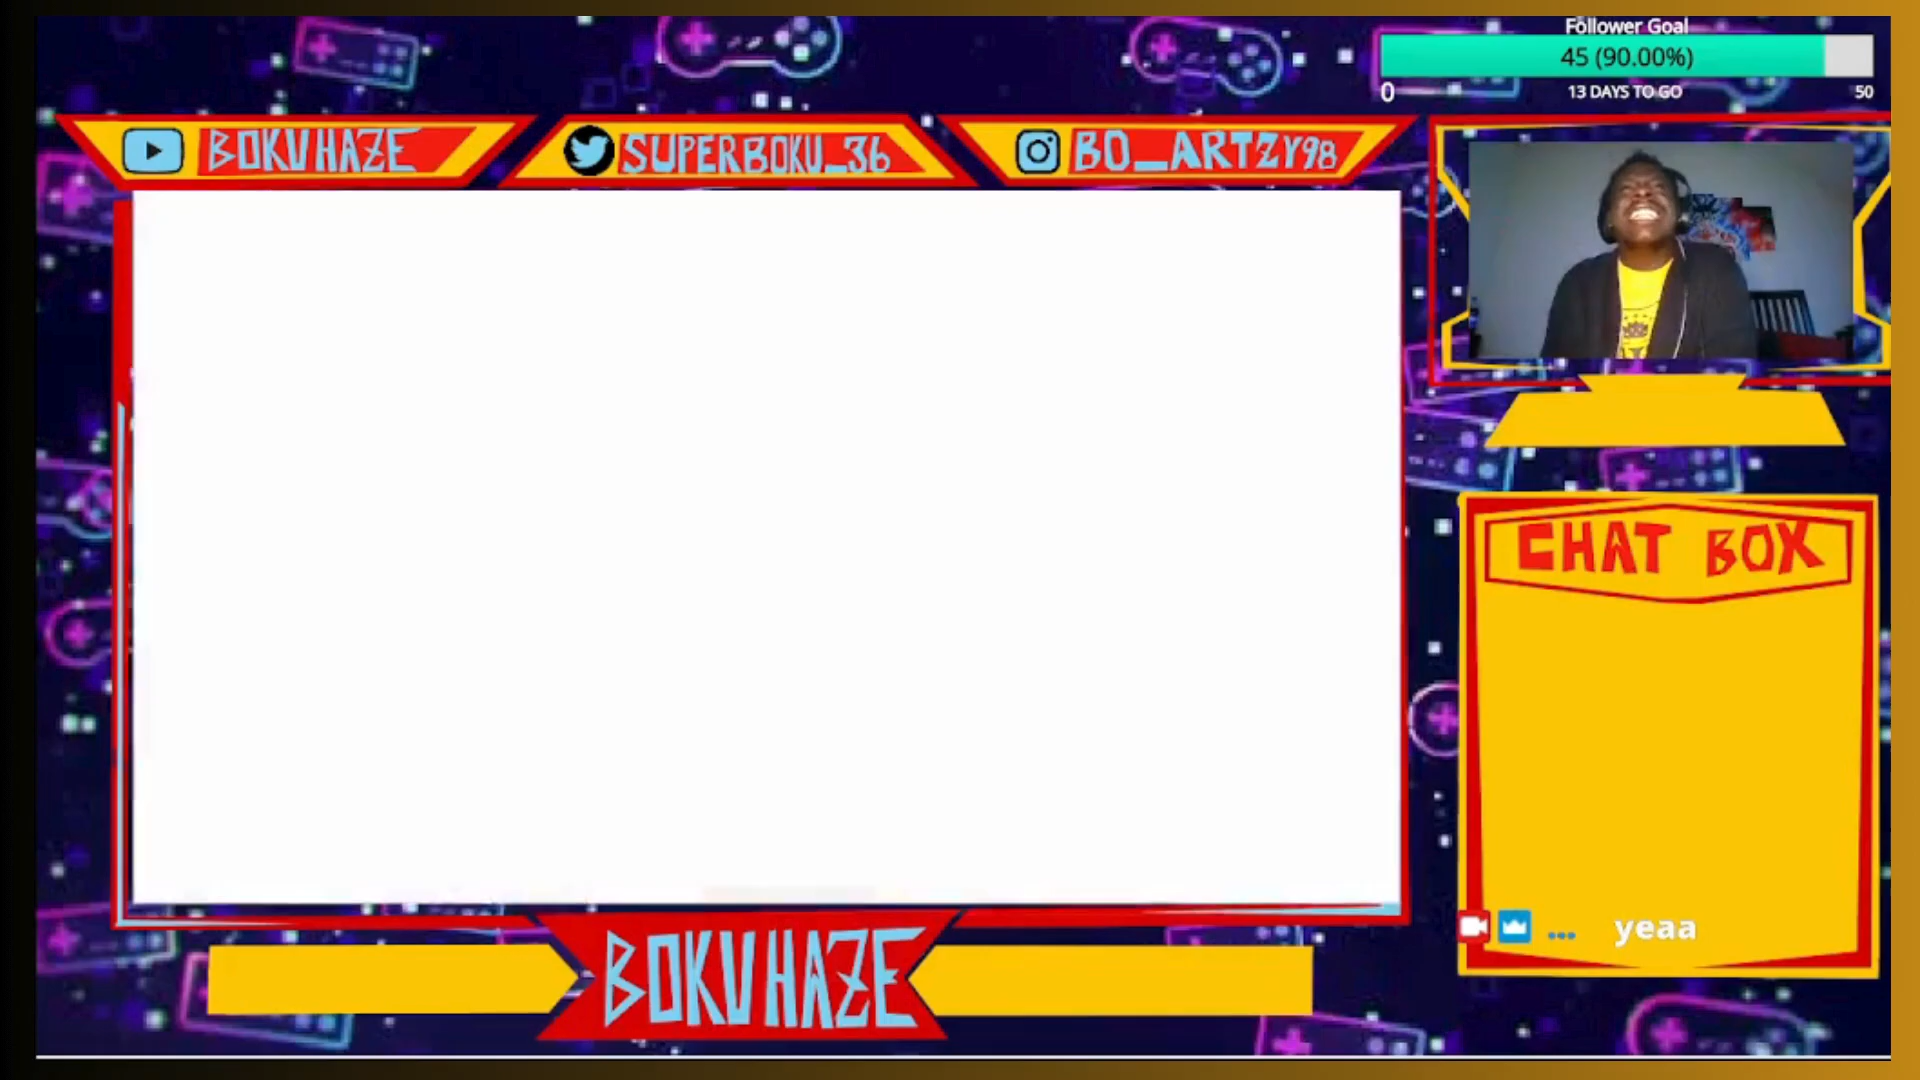 Follower Goal
45 (90.00%)
0 13 DAYS TO GO 50
BOKUHAZE
SUPERBOKU_36
BO_ARTZY98
CHAT BOX
... yeaa
BOKUHAZE